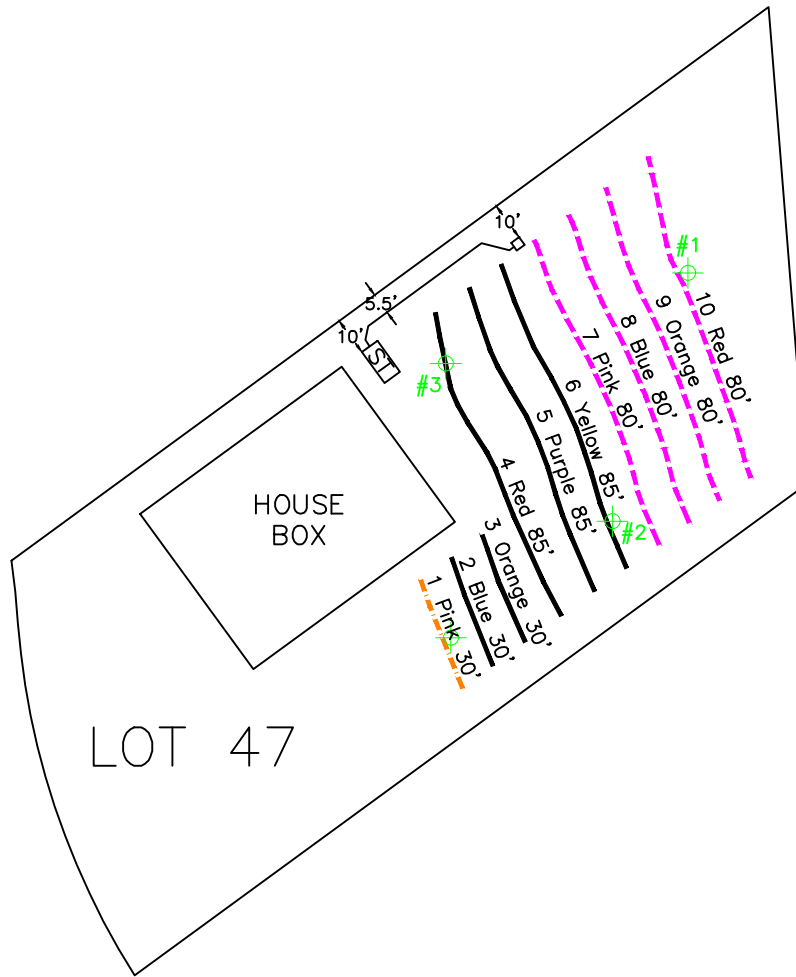 10'
#1
5.5'
10'
ST
#3
10 Red 80'
9 Orange 80'
8 Blue 80'
7 Pink 80'
6 Yellow 85'
5 Purple 85'
4 Red 85'
#2
HOUSE
BOX
3 Orange 30'
2 Blue 30'
1 Pink 30'
LOT 47